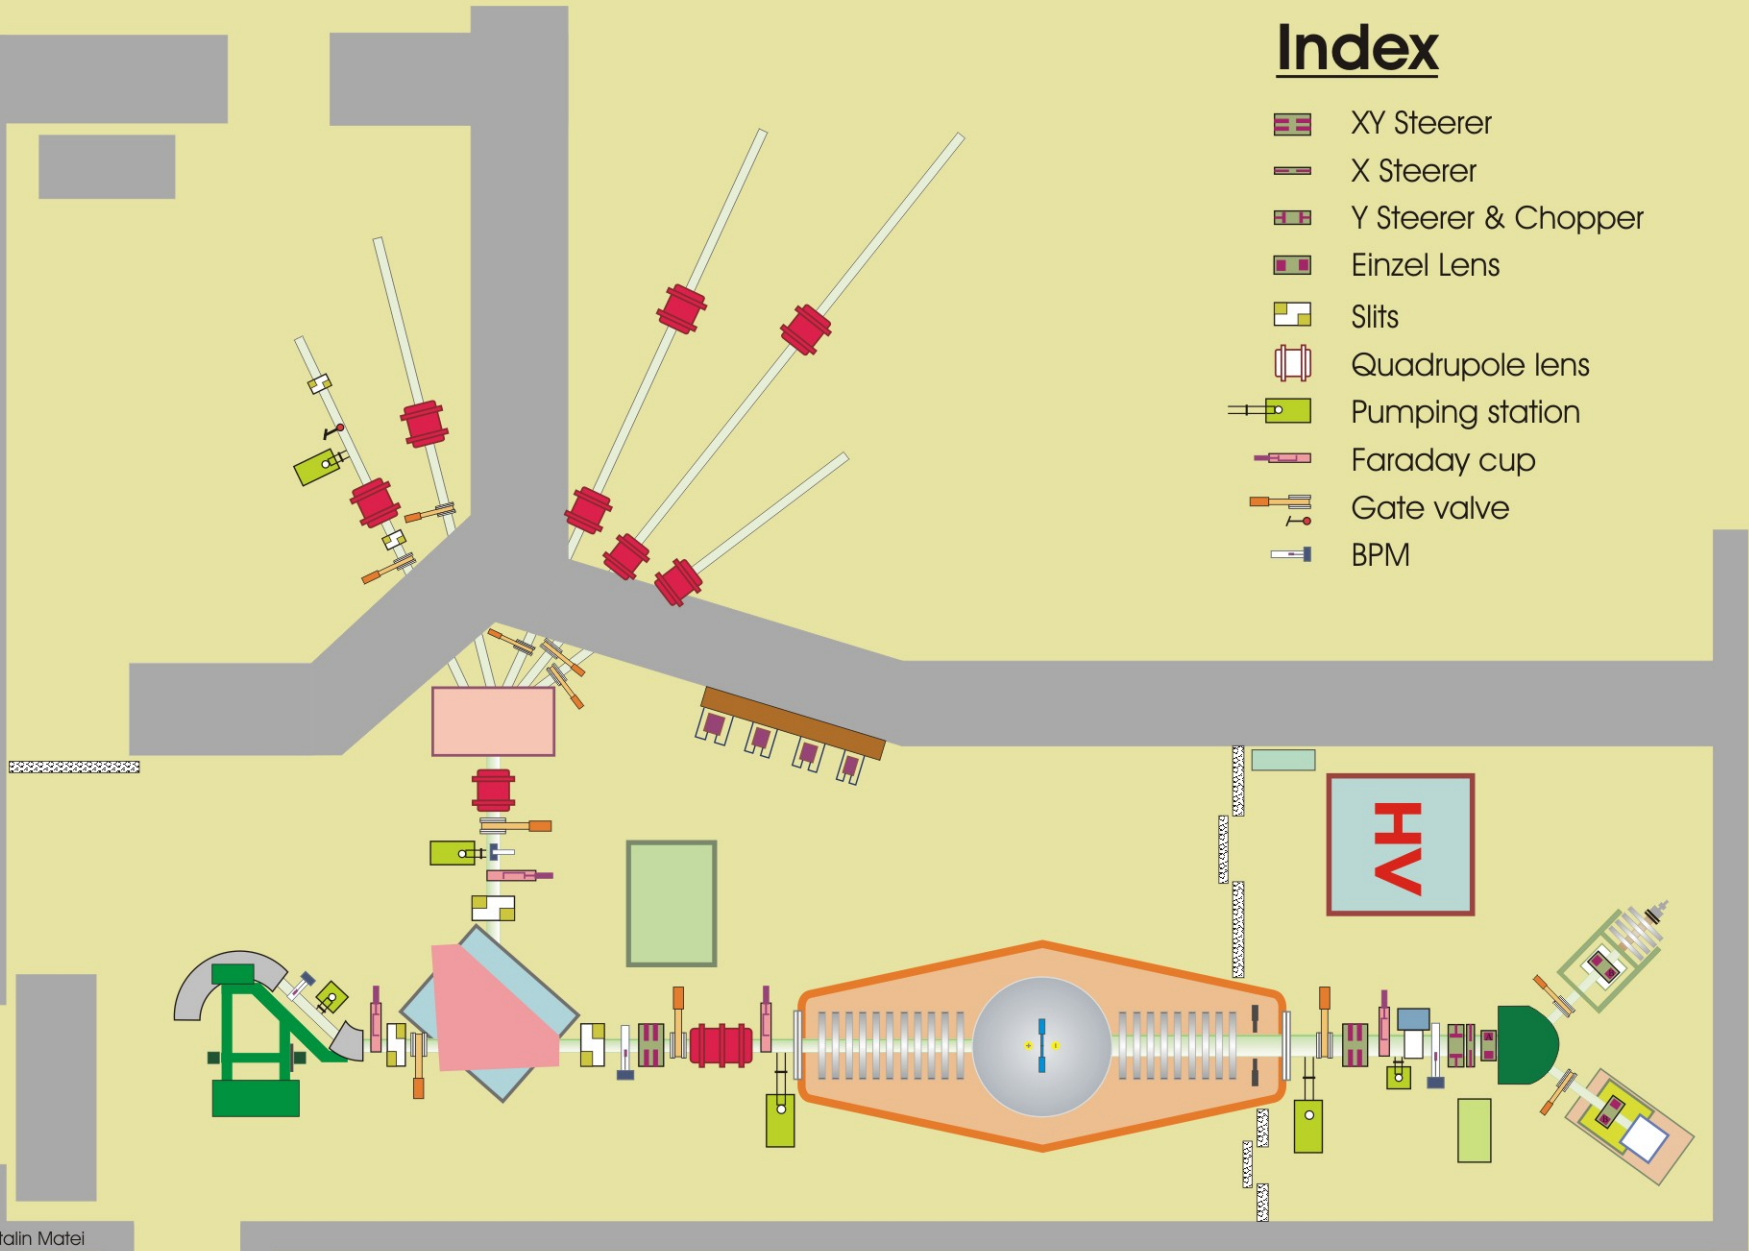 Index
XY Steerer
X Steerer
Y Steerer & Chopper
Einzel Lens
Slits
Quadrupole lens
Pumping station
Faraday cup
Gate valve
BPM
HV
talin Matei